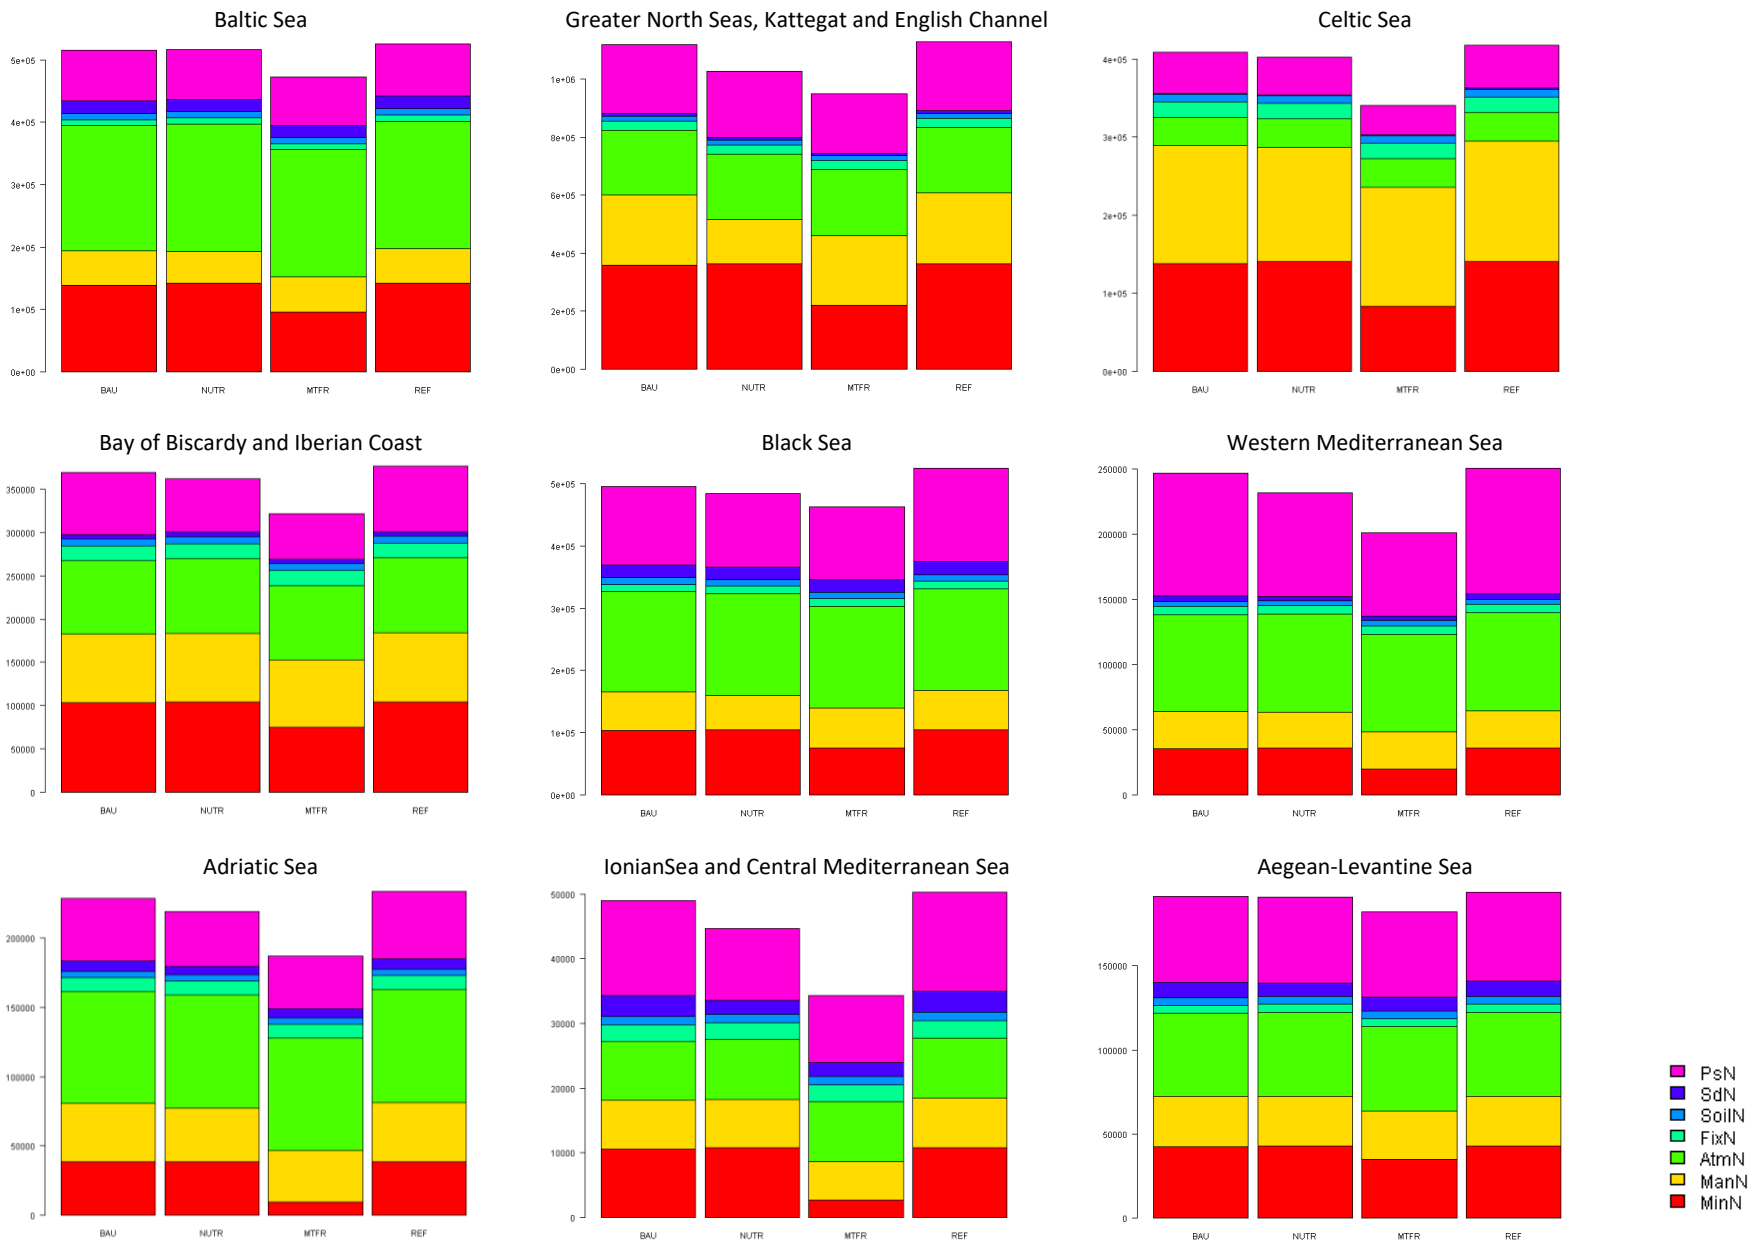 Baltic Sea
Greater North Seas, Kattegat and English Channel
Celtic Sea
5e+05
4e+05
3e+05
2e+05
1e+05
0e+00
BAU NUTR MTFR REF
1e+06
8e+05
6e+05
4e+05
2e+05
0e+00
BAU NUTR MTFR REF
4e+05
3e+05
2e+05
1e+05
0e+00
BAU NUTR MTFR REF
Bay of Biscardy and Iberian Coast
Black Sea
Western Mediterranean Sea
350000
300000
250000
200000
150000
100000
50000
0
BAU NUTR MTFR REF
5e+05
4e+05
3e+05
2e+05
1e+05
0e+00
BAU NUTR MTFR REF
250000
200000
150000
100000
50000
0
BAU NUTR MTFR REF
Adriatic Sea
IonianSea and Central Mediterranean Sea
Aegean-Levantine Sea
200000
150000
100000
50000
0
BAU NUTR MTFR REF
50000
40000
30000
20000
10000
0
BAU NUTR MTFR REF
150000
100000
50000
0
BAU NUTR MTFR REF
PsN
SdN
SoilN
FixN
AtmN
ManN
MinN